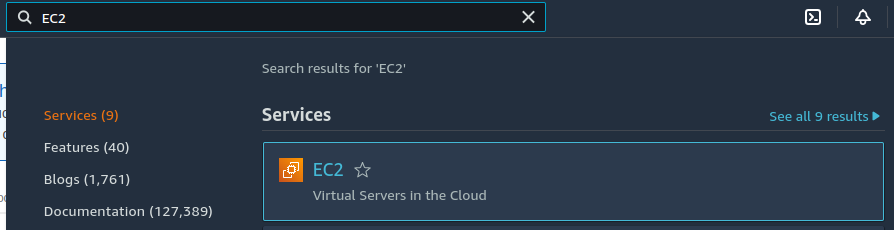 EC2
Search results for 'EC2'
Services (9)
Features (40)
Blogs (1,761)
Documentation (127,389)
Services
See all 9 results
EC2
Virtual Servers in the Cloud